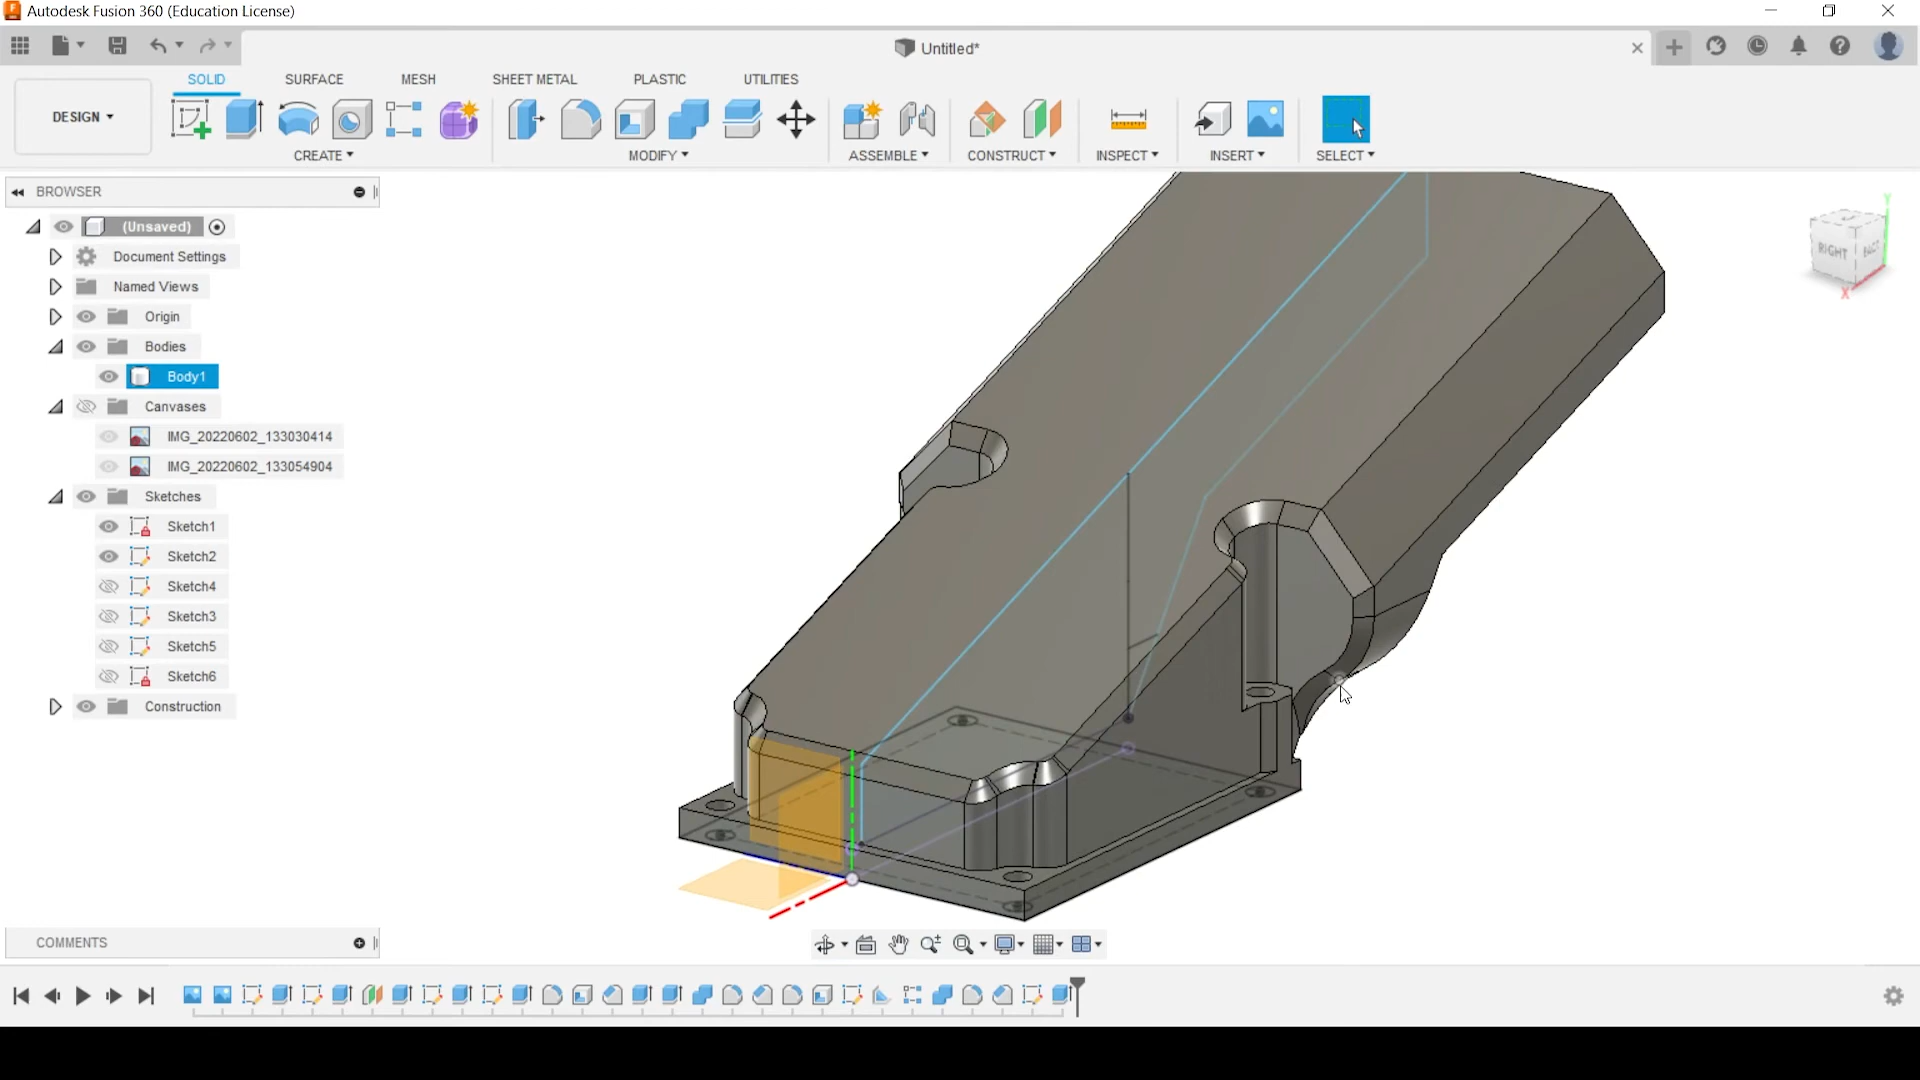 Autodesk Fusion 360 (Education License)
Untitled*
SOLID SURFACE MESH SHEET METAL PLASTIC UTILITIES
DESIGN
CREATE MODIFY ASSEMBLE CONSTRUCT INSPECT INSERT SELECT
BROWSER
(Unsaved)
Document Settings
Named Views
Origin
Bodies
Body1
Canvases
IMG_20220602_133030414
IMG_20220602_133054904
Sketches
Sketch1
Sketch2
Sketch4
Sketch3
Sketch5
Sketch6
Construction
Y
RIGHT
X
COMMENTS